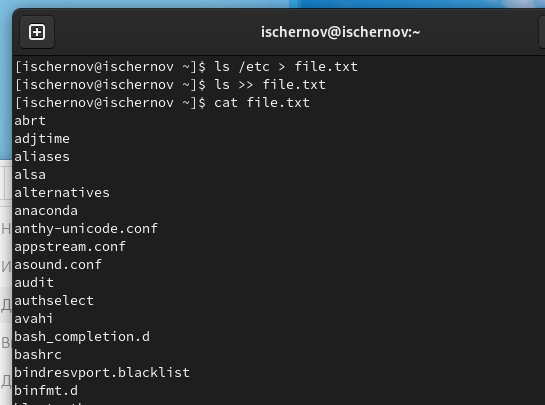 ischernov@ischernov:~
[ischernov@ischernov ~]$ ls /etc > file.txt
[ischernov@ischernov ~]$ ls >> file.txt
[ischernov@ischernov ~]$ cat file.txt
abrt
adjtime
aliases
alsa
alternatives
anaconda
anthy-unicode.conf
appstream.conf
asound.conf
audit
authselect
avahi
bash_completion.d
bashrc
bindresvport.blacklist
binfmt.d